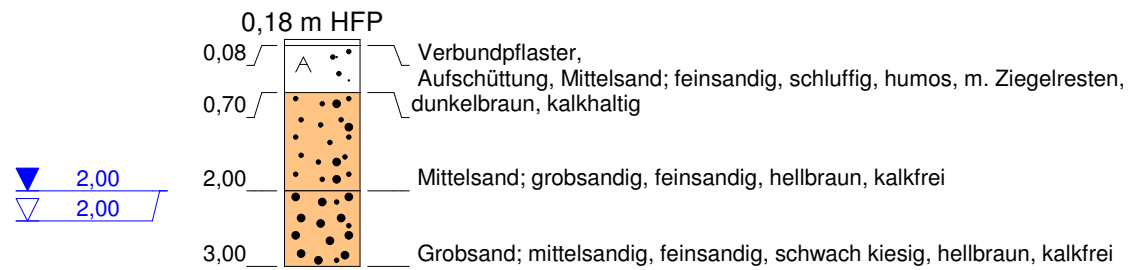 0,18 m HFP
0,08 Verbundpflaster,
A
Aufschüttung, Mittelsand; feinsandig, schluffig, humos, m. Ziegelresten,
0,70 dunkelbraun, kalkhaltig
2,00 2,00 Mittelsand; grobsandig, feinsandig, hellbraun, kalkfrei
2,00
3,00 Grobsand; mittelsandig, feinsandig, schwach kiesig, hellbraun, kalkfrei